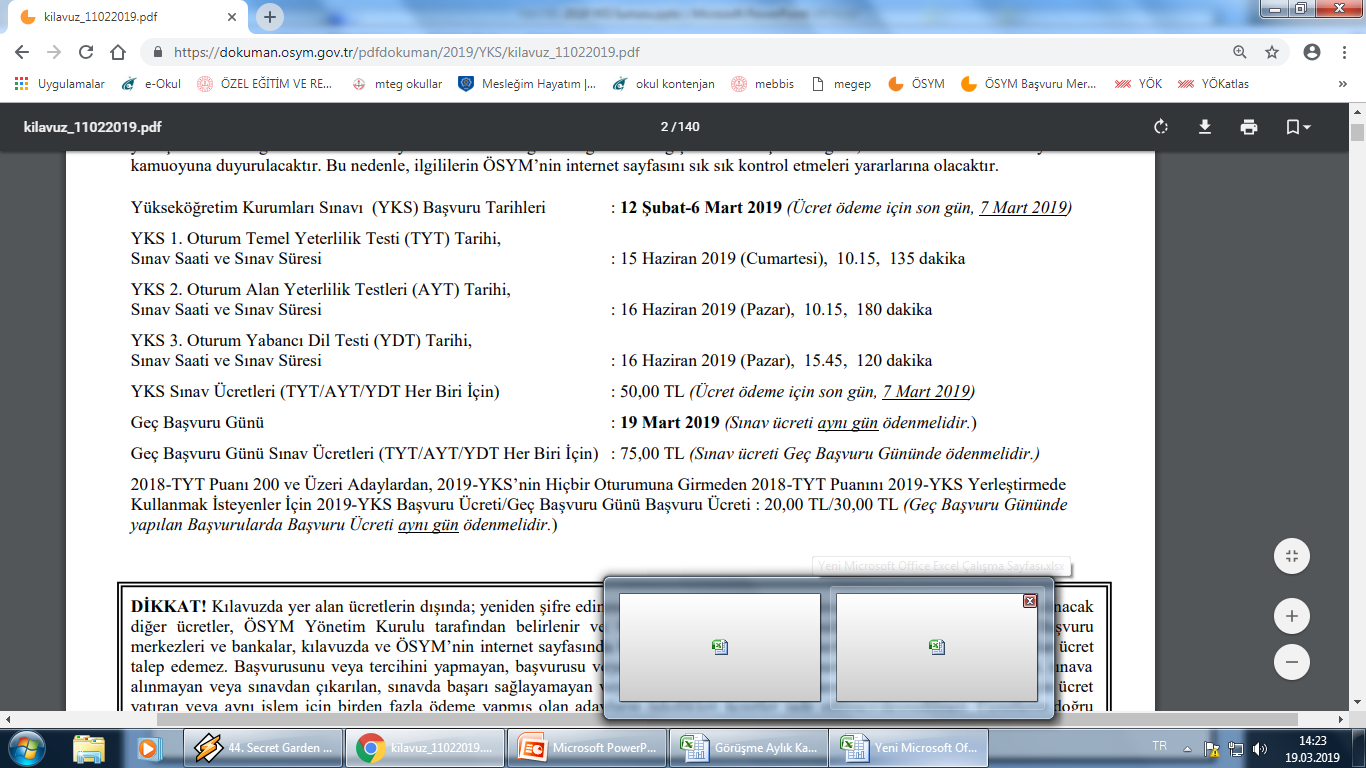 kilavuz_11022019.pdf
https://dokuman.osym.gov.tr/pdfdokuman/2019/YKS/kilavuz_11022019.pdf
Uygulamalar e-Okul ÖZEL EĞİTİM VE RE... mteg okullar Mesleğim Hayatım |... okul kontenjan mebbis megep ÖSYM ÖSYM Başvuru Mer... YÖK YÖKatlas »
kilavuz_11022019.pdf 2 / 140
kamuoyuna duyurulacaktır. Bu nedenle, ilgililerin ÖSYM’nin internet sayfasını sık sık kontrol etmeleri yararlarına olacaktır.
Yükseköğretim Kurumları Sınavı (YKS) Başvuru Tarihleri : 12 Şubat-6 Mart 2019 (Ücret ödeme için son gün, 7 Mart 2019)
YKS 1. Oturum Temel Yeterlilik Testi (TYT) Tarihi,
Sınav Saati ve Sınav Süresi : 15 Haziran 2019 (Cumartesi), 10.15, 135 dakika
YKS 2. Oturum Alan Yeterlilik Testleri (AYT) Tarihi,
Sınav Saati ve Sınav Süresi : 16 Haziran 2019 (Pazar), 10.15, 180 dakika
YKS 3. Oturum Yabancı Dil Testi (YDT) Tarihi,
Sınav Saati ve Sınav Süresi : 16 Haziran 2019 (Pazar), 15.45, 120 dakika
YKS Sınav Ücretleri (TYT/AYT/YDT Her Biri İçin) : 50,00 TL (Ücret ödeme için son gün, 7 Mart 2019)
Geç Başvuru Günü : 19 Mart 2019 (Sınav ücreti aynı gün ödenmelidir.)
Geç Başvuru Günü Sınav Ücretleri (TYT/AYT/YDT Her Biri İçin) : 75,00 TL (Sınav ücreti Geç Başvuru Gününde ödenmelidir.)
2018-TYT Puanı 200 ve Üzeri Adaylardan, 2019-YKS’nin Hiçbir Oturumuna Girmeden 2018-TYT Puanını 2019-YKS Yerleştirmede
Kullanmak İsteyenler İçin 2019-YKS Başvuru Ücreti/Geç Başvuru Günü Başvuru Ücreti : 20,00 TL/30,00 TL (Geç Başvuru Gününde
yapılan Başvurularda Başvuru Ücreti aynı gün ödenmelidir.)
Yeni Microsoft Office Excel Çalışma Sayfası.xlsx
DİKKAT! Kılavuzda yer alan ücretlerin dışında; yeniden şifre edin
diğer ücretler, ÖSYM Yönetim Kurulu tarafından belirlenir ve
merkezleri ve bankalar, kılavuzda ve ÖSYM’nin internet sayfasında ücret
talep edemez. Başvurusunu veya tercihini yapmayan, başvurusu
alınmayan veya sınavdan çıkarılan, sınavda başarı sağlayamayan ücret
yatıran veya aynı işlem için birden fazla ödeme yapmış olan doğru
44. Secret Garden ... kilavuz_11022019.... Microsoft PowerP... Görüşme Aylık Ka... Yeni Microsoft Of... TR 14:23
19.03.2019